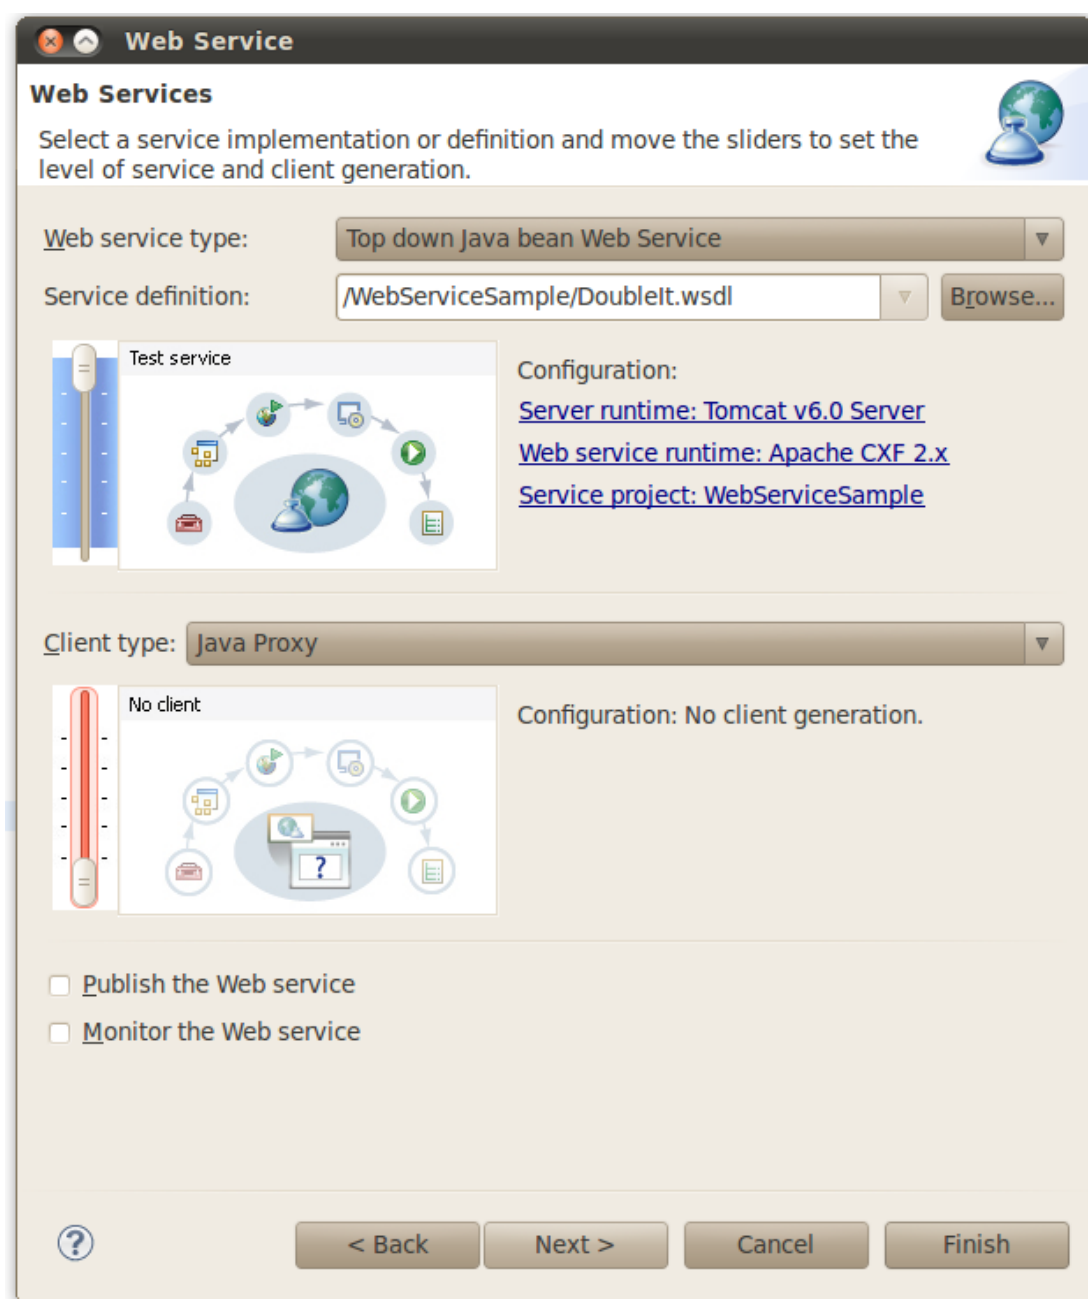 Web Service
Web Services
Select a service implementation or definition and move the sliders to set the
level of service and client generation.
Web service type: Top down Java bean Web Service
Service definition: /WebServiceSample/DoubleIt.wsdl Browse...
Test service
Configuration:
Server runtime: Tomcat v6.0 Server
Web service runtime: Apache CXF 2.x
Service project: WebServiceSample
Client type: Java Proxy
No client
Configuration: No client generation.
?
Publish the Web service
Monitor the Web service
? < Back Next > Cancel Finish